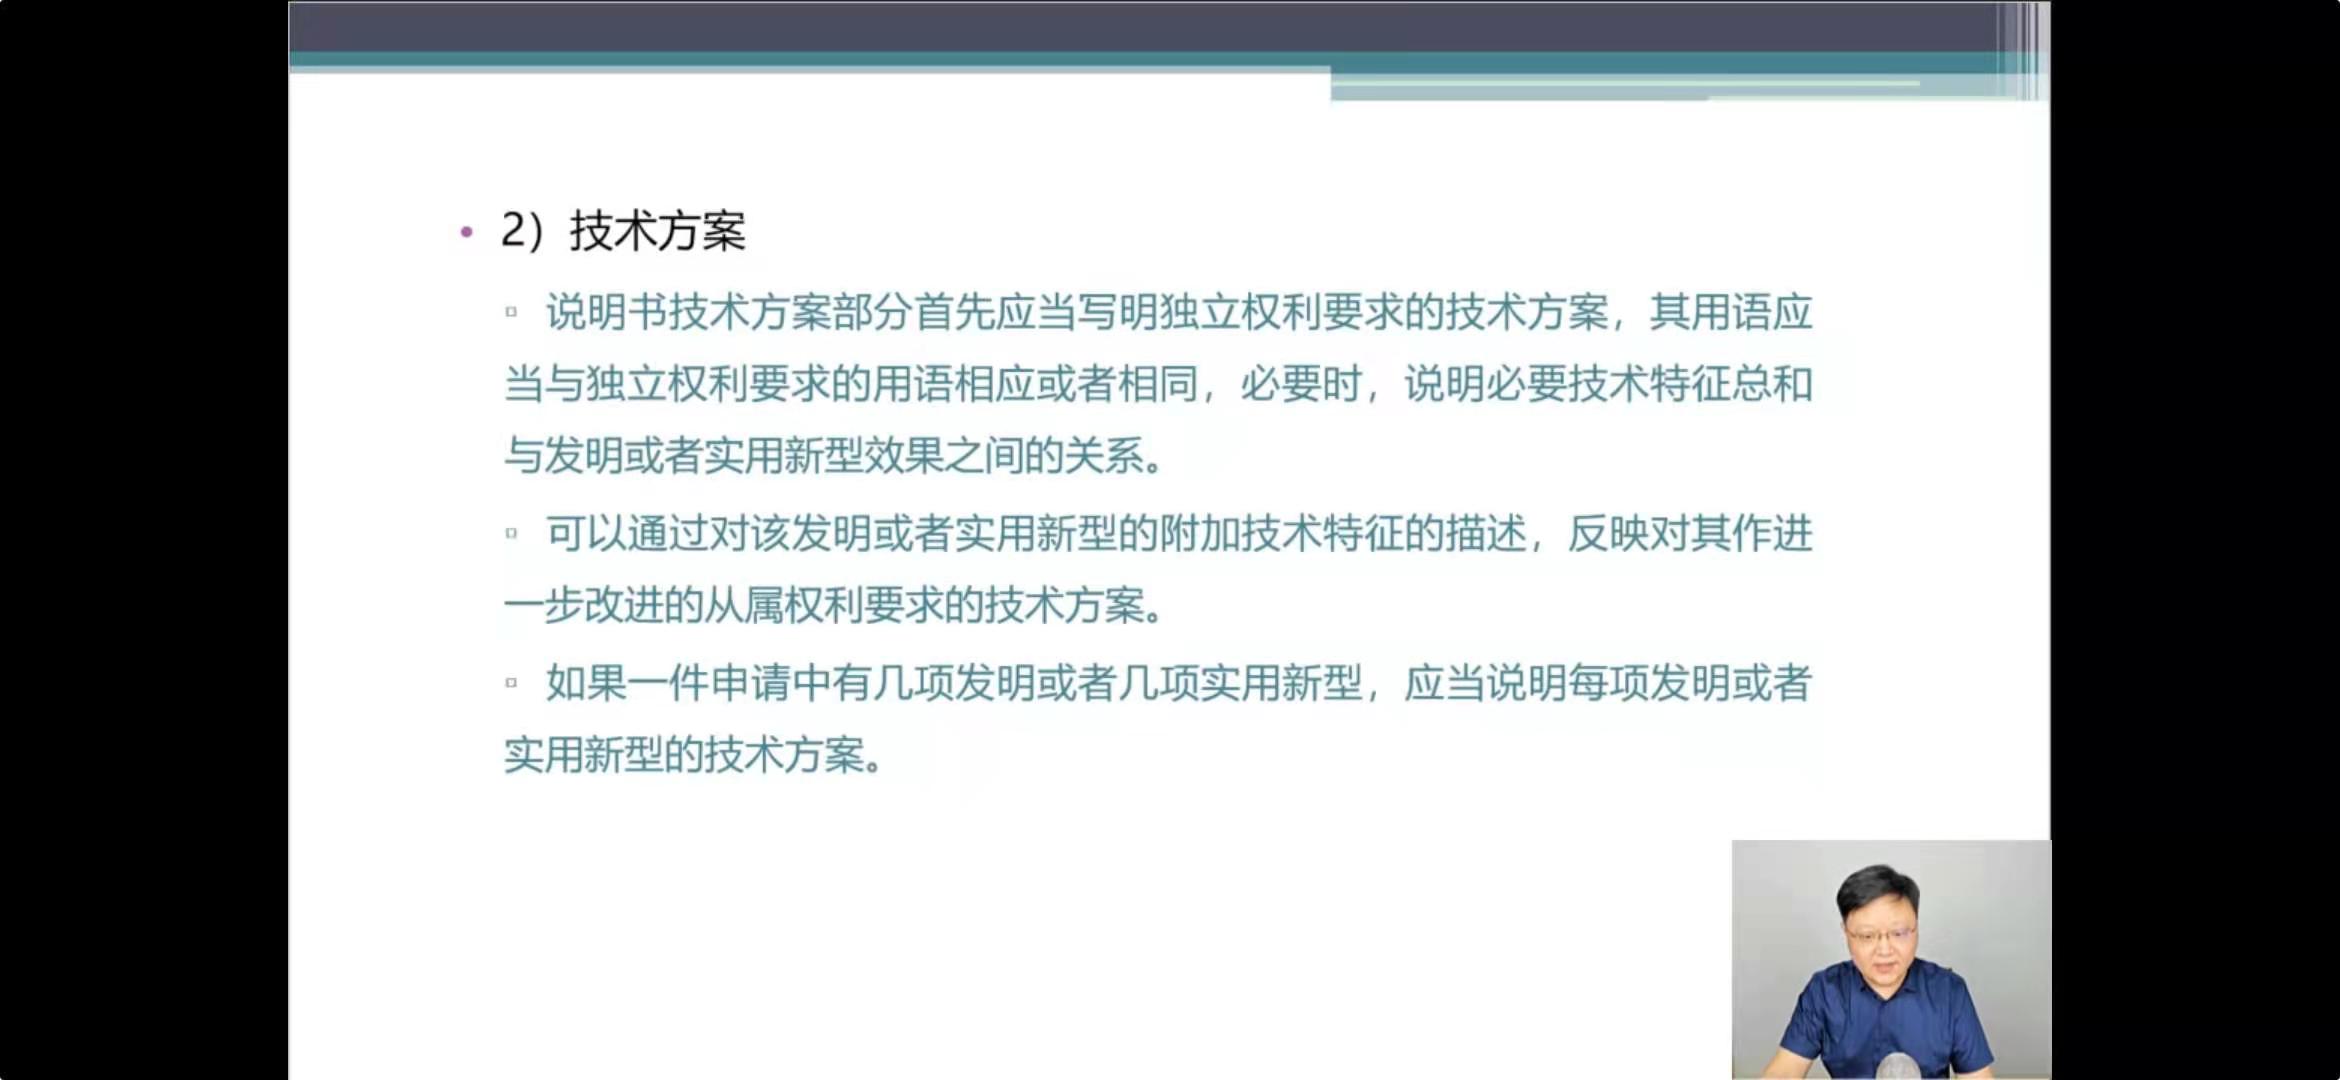 2）技术方案
说明书技术方案部分首先应当写明独立权利要求的技术方案，其用语应
当与独立权利要求的用语相应或者相同，必要时，说明必要技术特征总和
与发明或者实用新型效果之间的关系。
可以通过对该发明或者实用新型的附加技术特征的描述，反映对其作进
一步改进的从属权利要求的技术方案。
如果一件申请中有几项发明或者几项实用新型，应当说明每项发明或者
实用新型的技术方案。